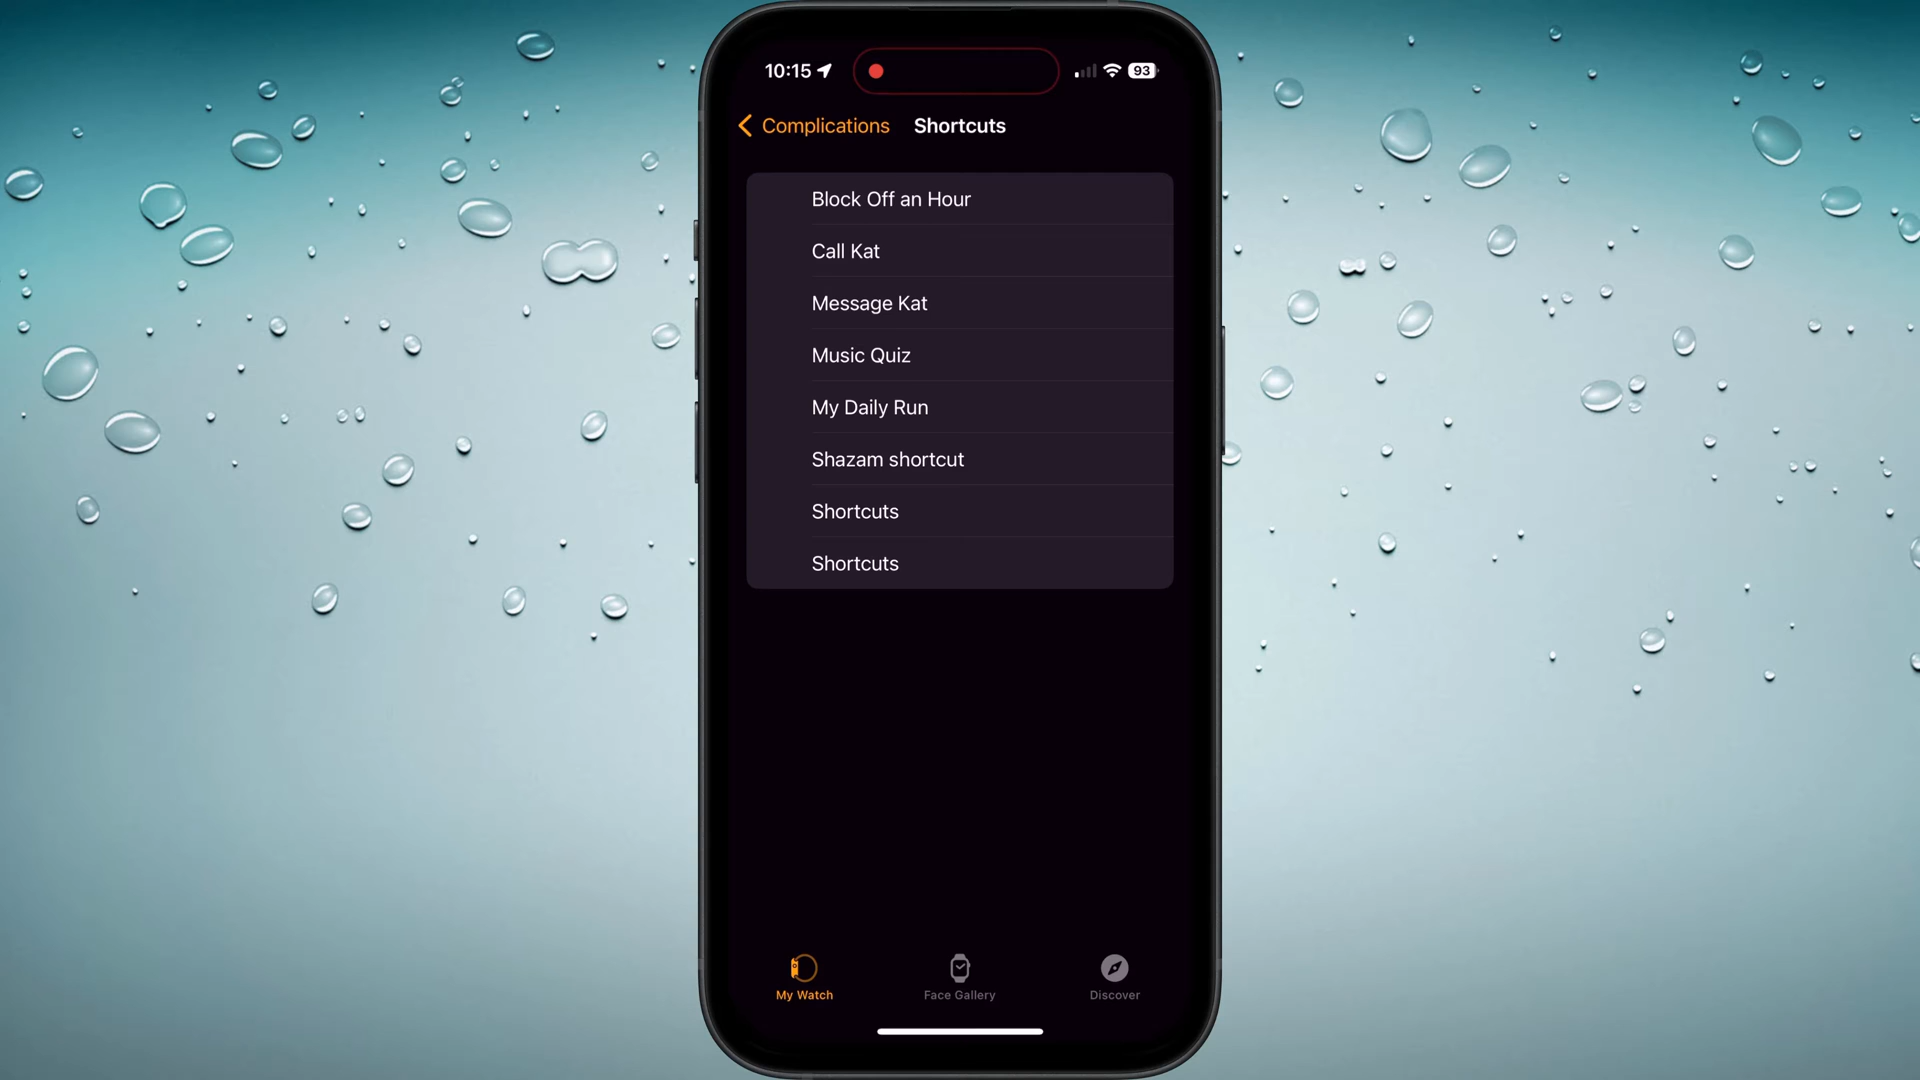 10:15
93
Complications
Shortcuts
Block Off an Hour
Call Kat
Message Kat
Music Quiz
My Daily Run
Shazam shortcut
Shortcuts
Shortcuts
My Watch
Face Gallery
Discover